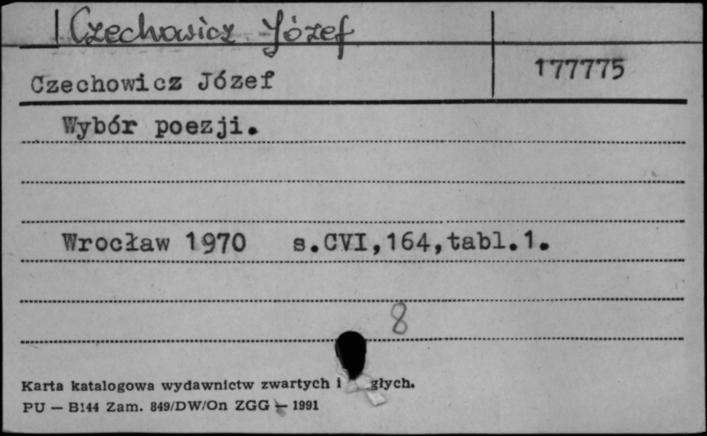 Czechowicz Józef
177775
Czechowicz Józef
Wybór poezji.
Wrocław 1970 s.CVI,164,tabl.1.
8
Karta katalogowa wydawnictw zwartych i głych.
PU — B144 Zam. 849/DW/On ZGG — 1991